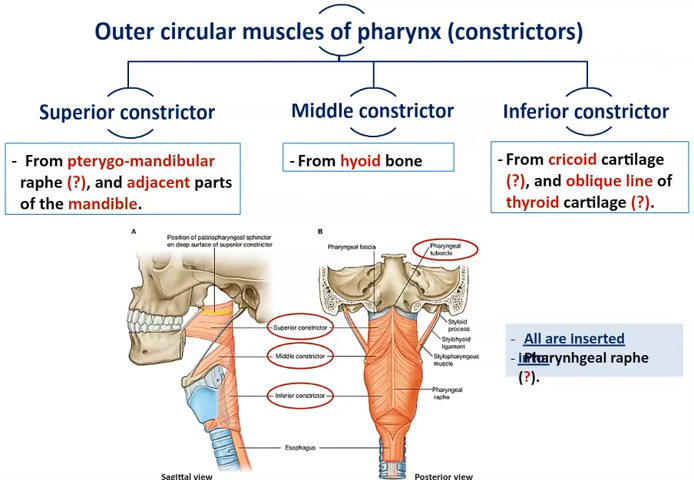 Outer circular muscles of pharynx (constrictors)
Superior constrictor
Middle constrictor
Inferior constrictor
- From pterygo-mandibular
raphe (?), and adjacent parts
of the mandible.
- From hyoid bone
- From cricoid cartilage
(?), and oblique line of
thyroid cartilage (?).
A
Position of palatopharyngeal sphincter
on deep surface of superior constrictor
Superior constrictor
Middle constrictor
Inferior constrictor
Esophagus
Sagittal view
B
Pharyngeal fascia
Pharyngeal
tubercle
Styloid
process
Stylohyoid
ligament
Stylopharyngeus
muscle
Pharyngeal
raphe
Posterior view
- All are inserted
- into: Pharynhgeal raphe
(?).